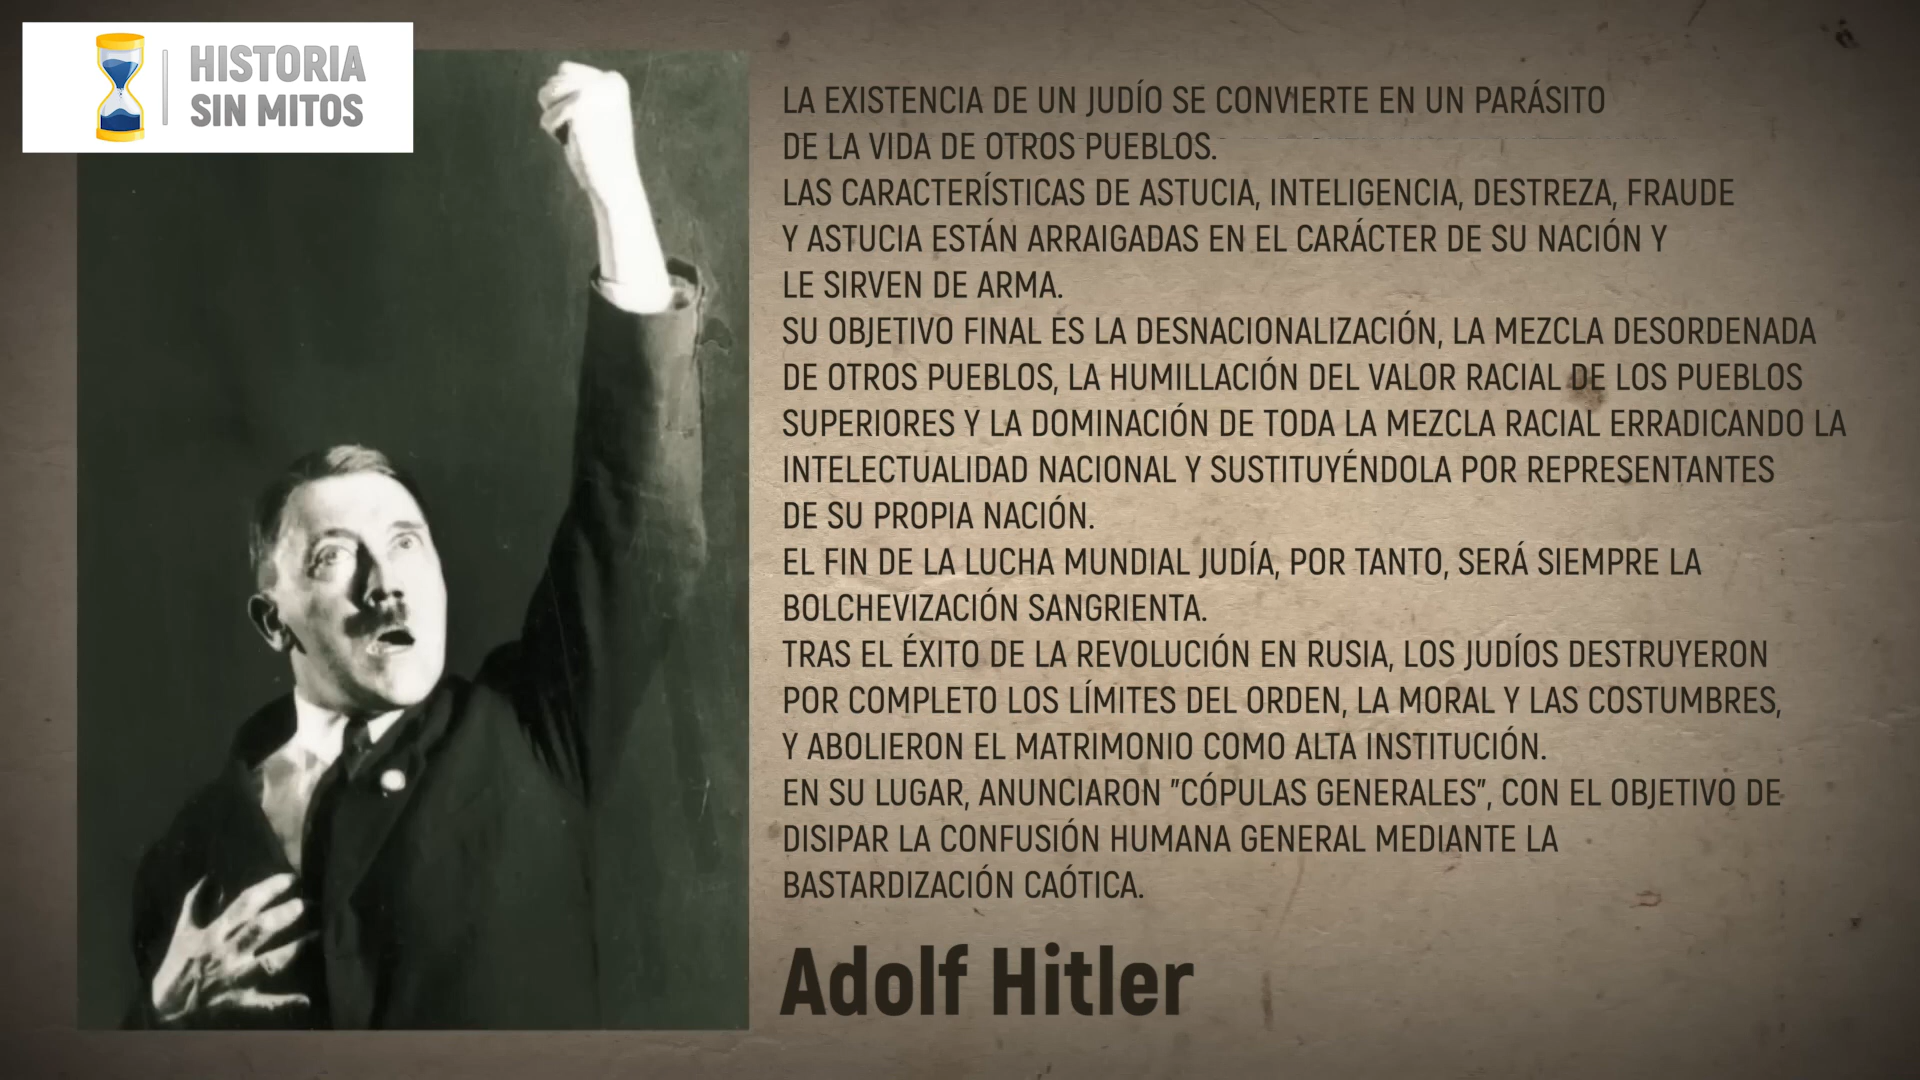 HISTORIA
SIN MITOS
LA EXISTENCIA DE UN JUDÍO SE CONVIERTE EN UN PARÁSITO
DE LA VIDA DE OTROS PUEBLOS.
LAS CARACTERÍSTICAS DE ASTUCIA, INTELIGENCIA, DESTREZA, FRAUDE
Y ASTUCIA ESTÁN ARRAIGADAS EN EL CARÁCTER DE SU NACIÓN Y
LE SIRVEN DE ARMA.
SU OBJETIVO FINAL ES LA DESNACIONALIZACIÓN, LA MEZCLA DESORDENADA
DE OTROS PUEBLOS, LA HUMILLACIÓN DEL VALOR RACIAL DE LOS PUEBLOS
SUPERIORES Y LA DOMINACIÓN DE TODA LA MEZCLA RACIAL ERRADICANDO LA
INTELECTUALIDAD NACIONAL Y SUSTITUYÉNDOLA POR REPRESENTANTES
DE SU PROPIA NACIÓN.
EL FIN DE LA LUCHA MUNDIAL JUDÍA, POR TANTO, SERÁ SIEMPRE LA
BOLCHEVIZACIÓN SANGRIENTA.
TRAS EL ÉXITO DE LA REVOLUCIÓN EN RUSIA, LOS JUDÍOS DESTRUYERON
POR COMPLETO LOS LÍMITES DEL ORDEN, LA MORAL Y LAS COSTUMBRES,
Y ABOLIERON EL MATRIMONIO COMO ALTA INSTITUCIÓN.
EN SU LUGAR, ANUNCIARON "CÓPULAS GENERALES", CON EL OBJETIVO DE
DISIPAR LA CONFUSIÓN HUMANA GENERAL MEDIANTE LA
BASTARDIZACIÓN CAÓTICA.
Adolf Hitler